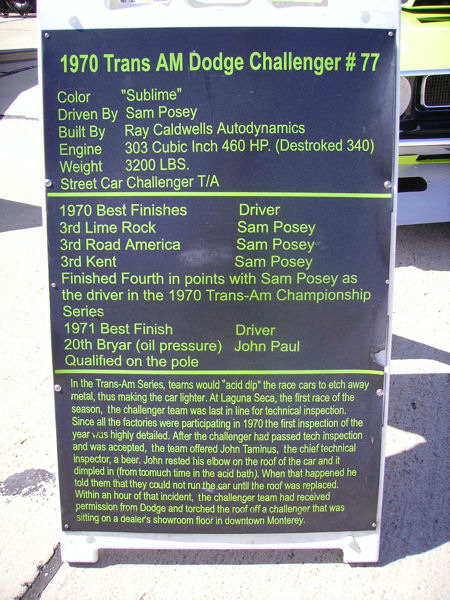 1970 Trans AM Dodge Challenger # 77
Color "Sublime"
Driven By Sam Posey
Built By Ray Caldwells Autodynamics
Engine 303 Cubic Inch 460 HP. (Destroked 340)
Weight 3200 LBS.
Street Car Challenger T/A
1970 Best Finishes Driver
3rd Lime Rock Sam Posey
3rd Road America Sam Posey
3rd Kent Sam Posey
Finished Fourth in points with Sam Posey as
the driver in the 1970 Trans-Am Championship
Series
1971 Best Finish Driver
20th Bryar (oil pressure) John Paul
Qualified on the pole
In the Trans-Am Series, teams would "acid dip" the race cars to etch away
metal, thus making the car lighter. At Laguna Seca, the first race of the
season, the challenger team was last in line for technical inspection.
Since all the factories were participating in 1970 the first inspection of the
year was highly detailed. After the challenger had passed tech inspection
and was accepted, the team offered John Taminus, the chief technical
inspector, a beer. John rested his elbow on the roof of the car and it
dimpled in (from toomuch time in the acid bath). When that happened he
told them that they could not run the car until the roof was replaced.
Within an hour of that incident, the challenger team had received
permission from Dodge and torched the roof off a challenger that was
sitting on a dealer's showroom floor in downtown Monterey.